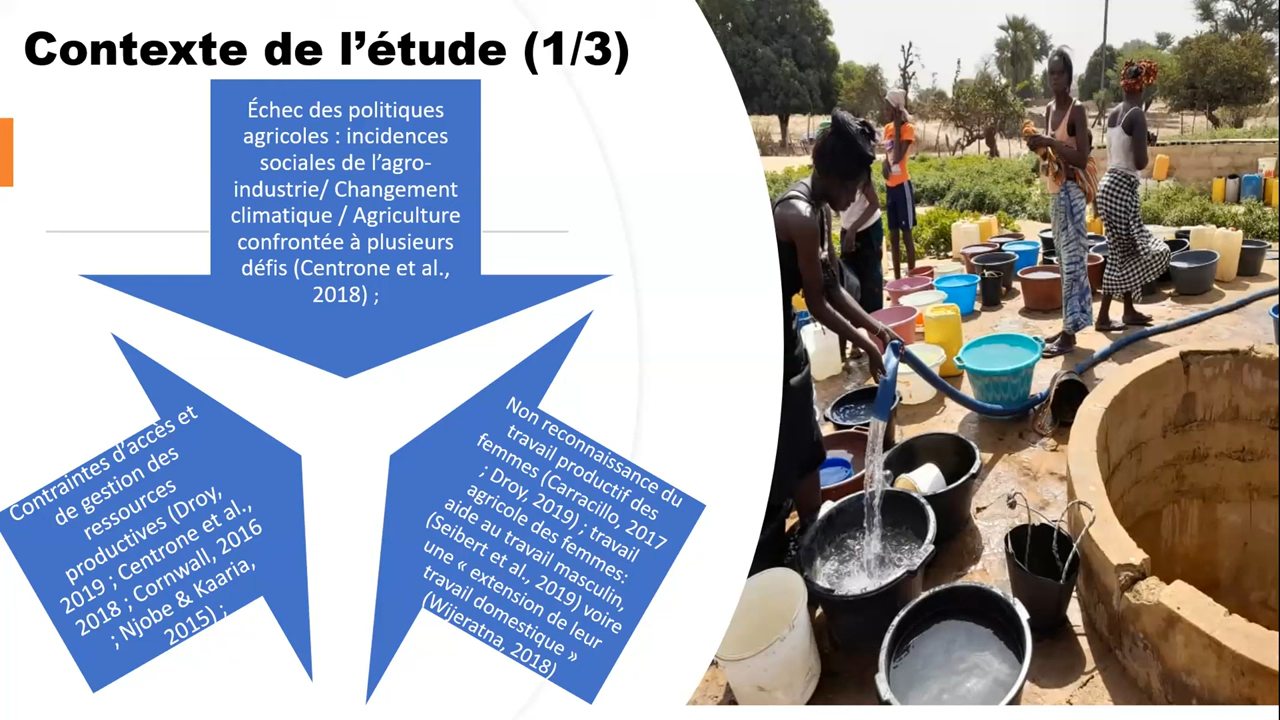 Contexte de l’étude (1/3)
Échec des politiques
agricoles : incidences
sociales de l’agro-
industrie/ Changement
climatique / Agriculture
confrontée à plusieurs
défis (Centrone et al.,
2018) ;
Contraintes d’accès et
de gestion des
ressources
productives (Droy,
2019 ; Centrone et al.,
2018 ; Cornwall, 2016
; Njobe & Kaaria,
2015) ;
Non reconnaissance du
travail productif des
femmes (Carracillo, 2017
; Droy, 2019) ; travail
agricole des femmes:
aide au travail masculin,
(Seibert et al., 2019) voire
une « extension de leur
travail domestique »
(Wijeratna, 2018)